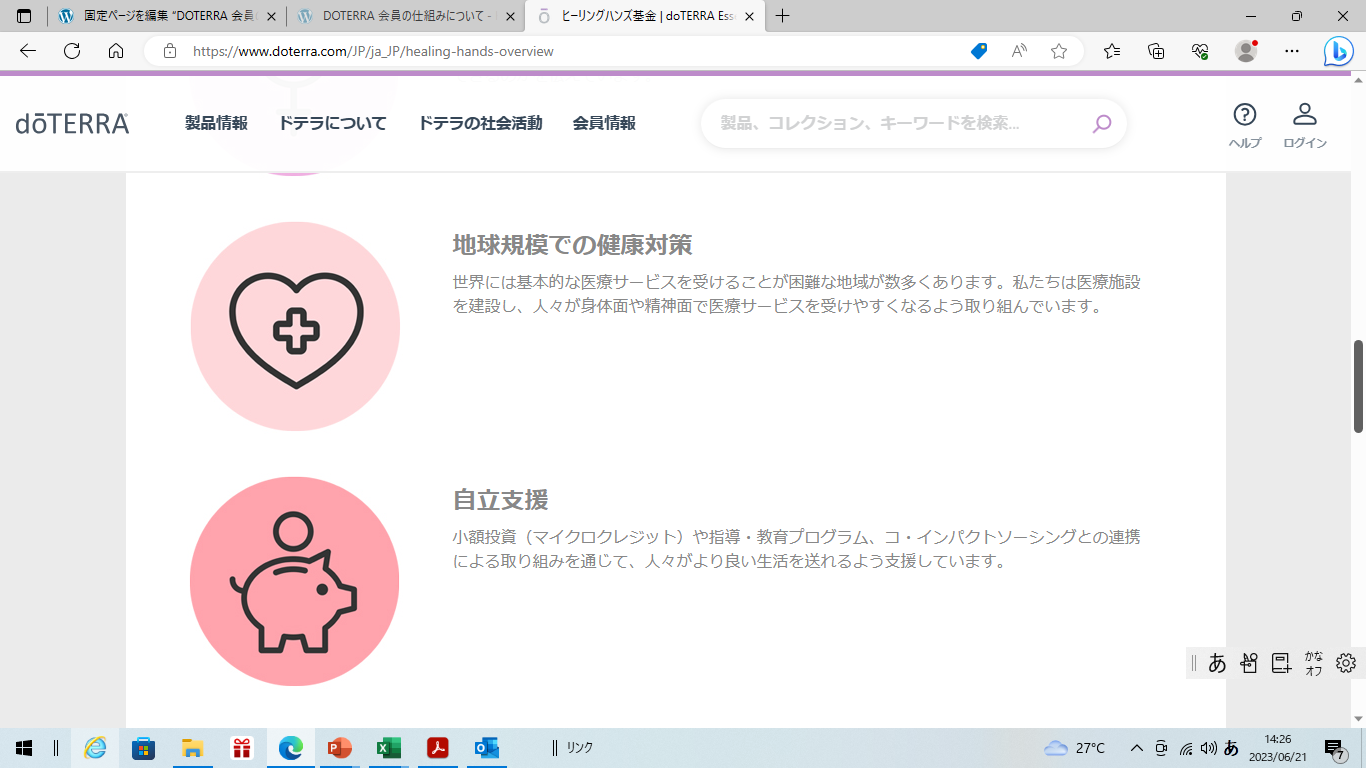 固定ページを編集 "DOTERRA 会員
DOTERRA 会員の仕組みについて -
ヒーリングハンズ基金 | doTERRA Ess
https://www.doterra.com/JP/ja_JP/healing-hands-overview
dōTERRA
製品情報
ドテラについて
ドテラの社会活動
会員情報
製品、コレクション、キーワードを検索...
ヘルプ
ログイン
地球規模での健康対策
世界には基本的な医療サービスを受けることが困難な地域が数多くあります。私たちは医療施設
を建設し、人々が身体面や精神面で医療サービスを受けやすくなるよう取り組んでいます。
自立支援
小額投資（マイクロクレジット）や指導・教育プログラム、コ・インパクトソーシングとの連携
による取り組みを通じて、人々がより良い生活を送れるよう支援しています。
あ
かな
オフ
リンク
27°C
あ
14:26
2023/06/21
7